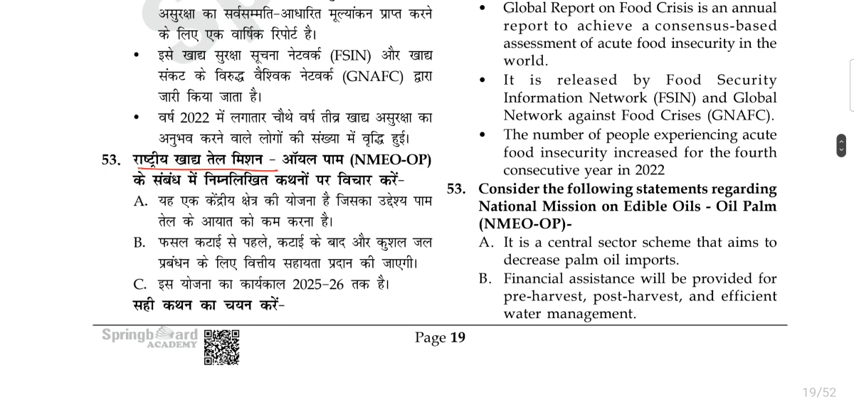 असुरक्षा का सर्वसम्मति-आधारित मूल्यांकन प्राप्त करने
के लिए एक वार्षिक रिपोर्ट है।
• इसे खाद्य सुरक्षा सूचना नेटवर्क (FSIN) और खाद्य
संकट के विरुद्ध वैश्विक नेटवर्क (GNAFC) द्वारा
जारी किया जाता है।
• वर्ष 2022 में लगातार चौथे वर्ष तीव्र खाद्य असुरक्षा का
अनुभव करने वाले लोगों की संख्या में वृद्धि हुई।
53. राष्ट्रीय खाद्य तेल मिशन - ऑयल पाम (NMEO-OP)
के संबंध में निम्नलिखित कथनों पर विचार करें-
A. यह एक केंद्रीय क्षेत्र की योजना है जिसका उद्देश्य पाम
तेल के आयात को कम करना है।
B. फसल कटाई से पहले, कटाई के बाद और कुशल जल
प्रबंधन के लिए वित्तीय सहायता प्रदान की जाएगी।
C. इस योजना का कार्यकाल 2025-26 तक है।
सही कथन का चयन करें-
• Global Report on Food Crisis is an annual
report to achieve a consensus-based
assessment of acute food insecurity in the
world.
• It is released by Food Security
Information Network (FSIN) and Global
Network against Food Crises (GNAFC).
• The number of people experiencing acute
food insecurity increased for the fourth
consecutive year in 2022
53. Consider the following statements regarding
National Mission on Edible Oils - Oil Palm
(NMEO-OP)-
A. It is a central sector scheme that aims to
decrease palm oil imports.
B. Financial assistance will be provided for
pre-harvest, post-harvest, and efficient
water management.
Springboard
ACADEMY
Page 19
19/52